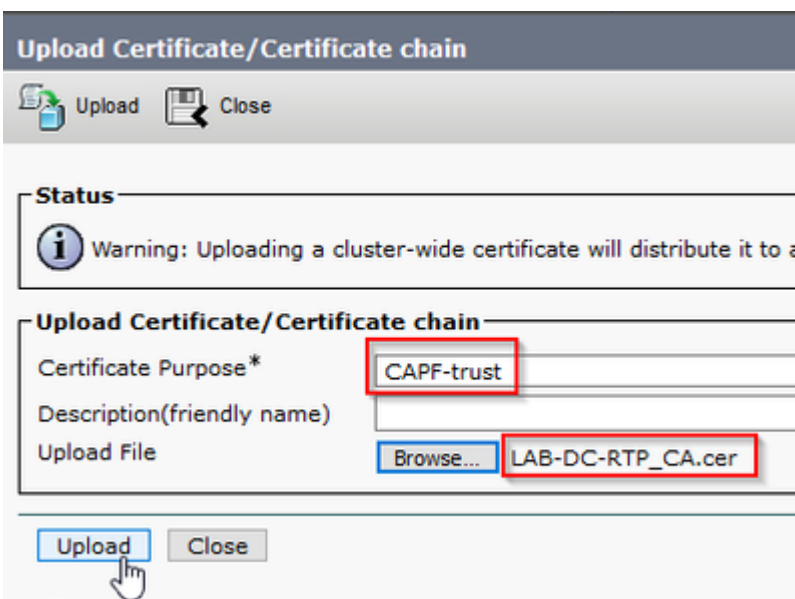 Upload Certificate/Certificate chain
Upload Close
Status
Warning: Uploading a cluster-wide certificate will distribute it to
Upload Certificate/Certificate chain
Certificate Purpose* CAPF-trust
Description(friendly name)
Upload File Browse... LAB-DC-RTP_CA.cer
Upload Close